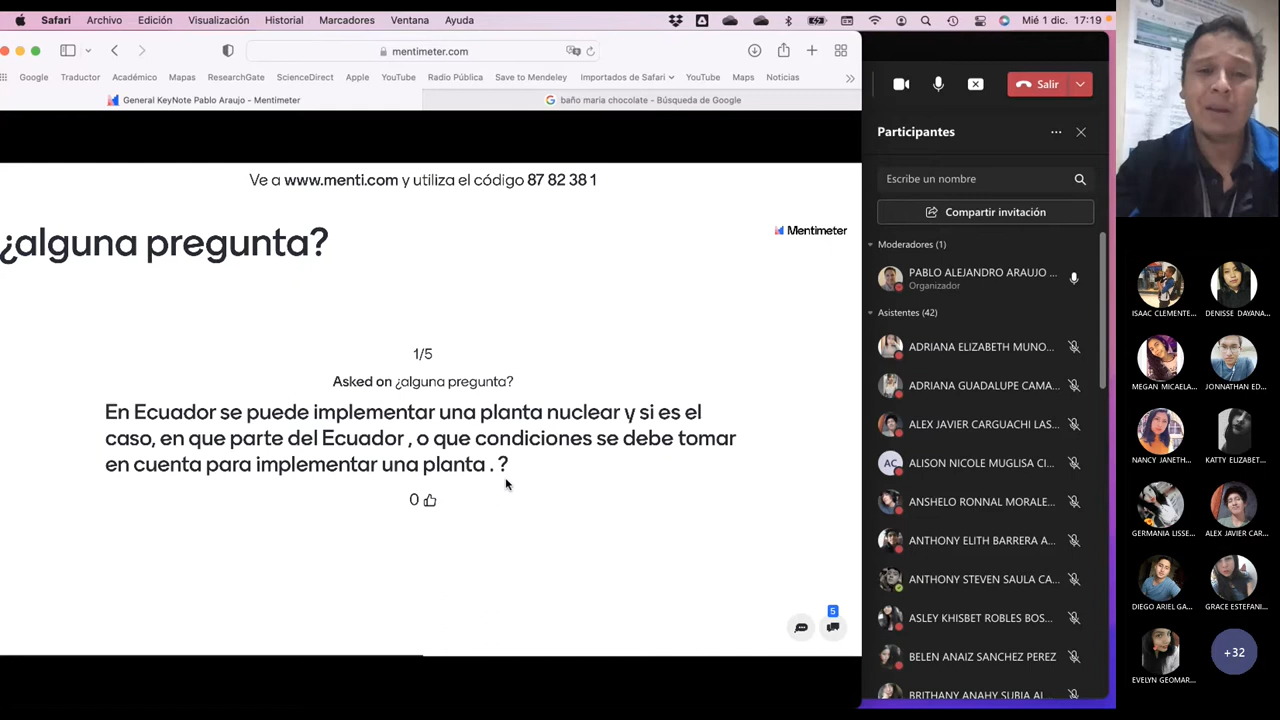 Safari Archivo Edición Visualización Historial Marcadores Ventana Ayuda
Mié 1 dic. 17:19
mentimeter.com
Google Traductor Académico Mapas ResearchGate ScienceDirect Apple YouTube Radio Pública Save to Mendeley Importados de Safari YouTube Maps Noticias
General KeyNote Pablo Araujo - Mentimeter
baño maria chocolate - Búsqueda de Google
Ve a www.menti.com y utiliza el código 87 82 38 1
¿alguna pregunta?
Mentimeter
1/5
Asked on ¿alguna pregunta?
En Ecuador se puede implementar una planta nuclear y si es el
caso, en que parte del Ecuador , o que condiciones se debe tomar
en cuenta para implementar una planta . ?
0
5
Salir
Participantes
Escribe un nombre
Compartir invitación
Moderadores (1)
PABLO ALEJANDRO ARAUJO ...
Organizador
Asistentes (42)
ADRIANA ELIZABETH MUNO...
ADRIANA GUADALUPE CAMA...
ALEX JAVIER CARGUACHI LAS...
AC
ALISON NICOLE MUGLISA CI...
ANSHELO RONNAL MORALE...
ANTHONY ELITH BARRERA A...
ANTHONY STEVEN SAULA CA...
ASLEY KHISBET ROBLES BOS...
BELEN ANAIZ SANCHEZ PEREZ
BRITHANY ANAHY SUBIA AL...
ISAAC CLEMENTE...
DENISSE DAYANA...
MEGAN MICAELA...
JONNATHAN ED...
NANCY JANETH...
KATTY ELIZABET...
GERMANIA LISSE...
ALEX JAVIER CAR...
DIEGO ARIEL GA...
GRACE ESTEFANI...
EVELYN GEOMAR...
+32